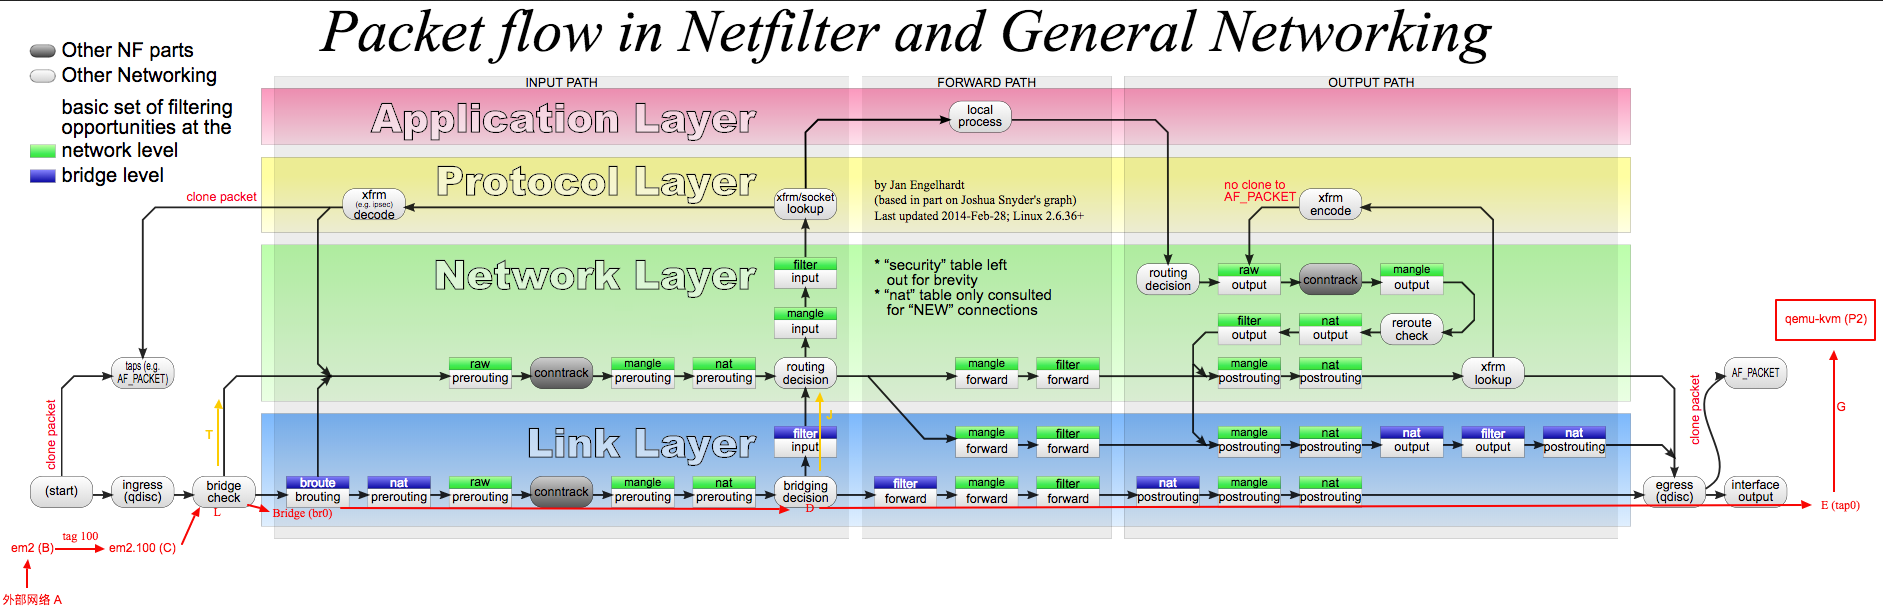 Packet flow in Netfilter and General Networking
Other NF parts
Other Networking
basic set of filtering
opportunities at the
network level
bridge level
INPUT PATH
FORWARD PATH
OUTPUT PATH
Application Layer
local
process
Protocol Layer
clone packet
xfrm
(e.g. ipsec)
decode
xfrm/socket
lookup
by Jan Engelhardt
(based in part on Joshua Snyder's graph)
Last updated 2014-Feb-28; Linux 2.6.36+
no clone to
AF_PACKET
xfrm
encode
Network Layer
filter
input
mangle
input
* “security” table left
out for brevity
* “nat” table only consulted
for “NEW” connections
routing
decision
raw
output
conntrack
mangle
output
filter
output
nat
output
reroute
check
qemu-kvm (P2)
taps (e.g.
AF_PACKET)
raw
prerouting
conntrack
mangle
prerouting
nat
prerouting
routing
decision
mangle
forward
filter
forward
mangle
postrouting
nat
postrouting
xfrm
lookup
AF_PACKET
clone packet
T
J
clone packet
G
Link Layer
filter
input
mangle
forward
filter
forward
mangle
postrouting
nat
postrouting
nat
output
filter
output
nat
postrouting
(start)
ingress
(qdisc)
bridge
check
broute
brouting
nat
prerouting
raw
prerouting
conntrack
mangle
prerouting
nat
prerouting
bridging
decision
filter
forward
mangle
forward
filter
forward
nat
postrouting
mangle
postrouting
nat
postrouting
egress
(qdisc)
interface
output
L
Bridge (br0)
D
E (tap0)
em2 (B)
tag 100
em2.100 (C)
外部网络 A